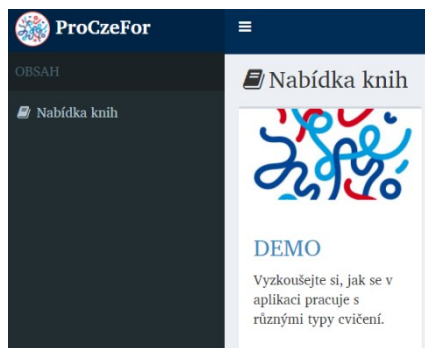 ProCzeFor
OBSAH
Nabídka knih
Nabídka knih
DEMO
Vyzkoušejte si, jak se v
aplikaci pracuje s
různými typy cvičení.